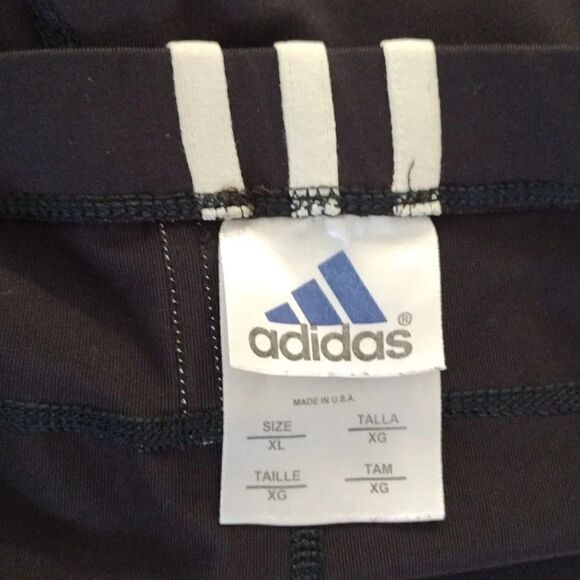 adidas®
MADE IN U.S.A.
SIZE TALLA
XL XG
TAILLE TAM
XG XG